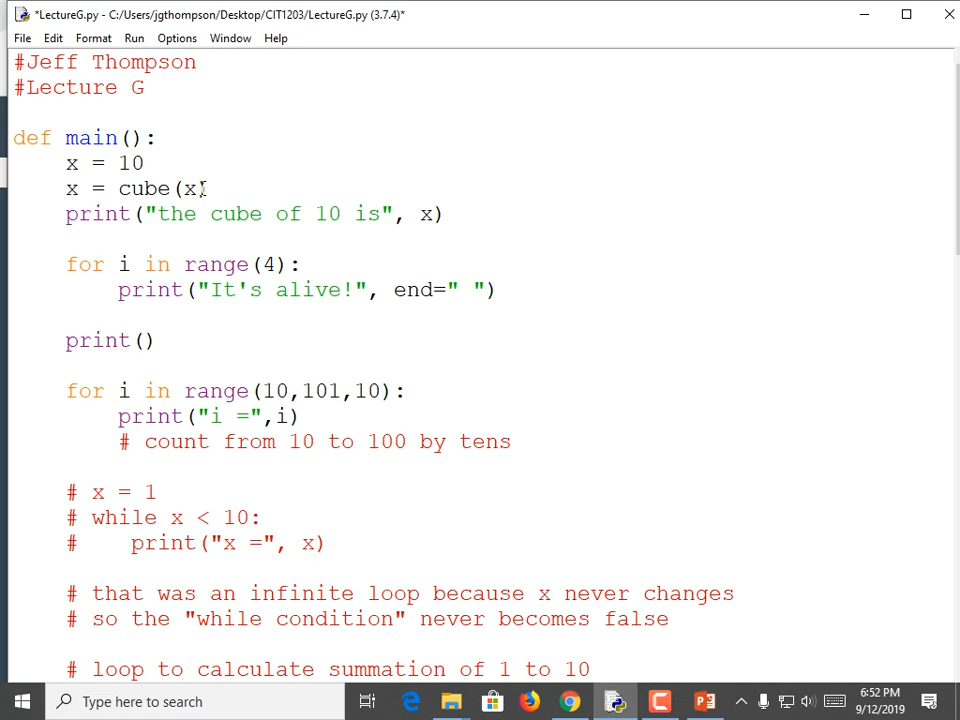 *LectureG.py - C:/Users/jgthompson/Desktop/CIT1203/LectureG.py (3.7.4)*
File Edit Format Run Options Window Help
#Jeff Thompson
#Lecture G
def main():
    x = 10
    x = cube(x)
    print("the cube of 10 is", x)
    for i in range(4):
        print("It's alive!", end=" ")
    print()
    for i in range(10,101,10):
        print("i =",i)
        # count from 10 to 100 by tens
    # x = 1
    # while x < 10:
    #    print("x =", x)
    # that was an infinite loop because x never changes
    # so the "while condition" never becomes false
    # loop to calculate summation of 1 to 10
Type here to search
6:52 PM
9/12/2019